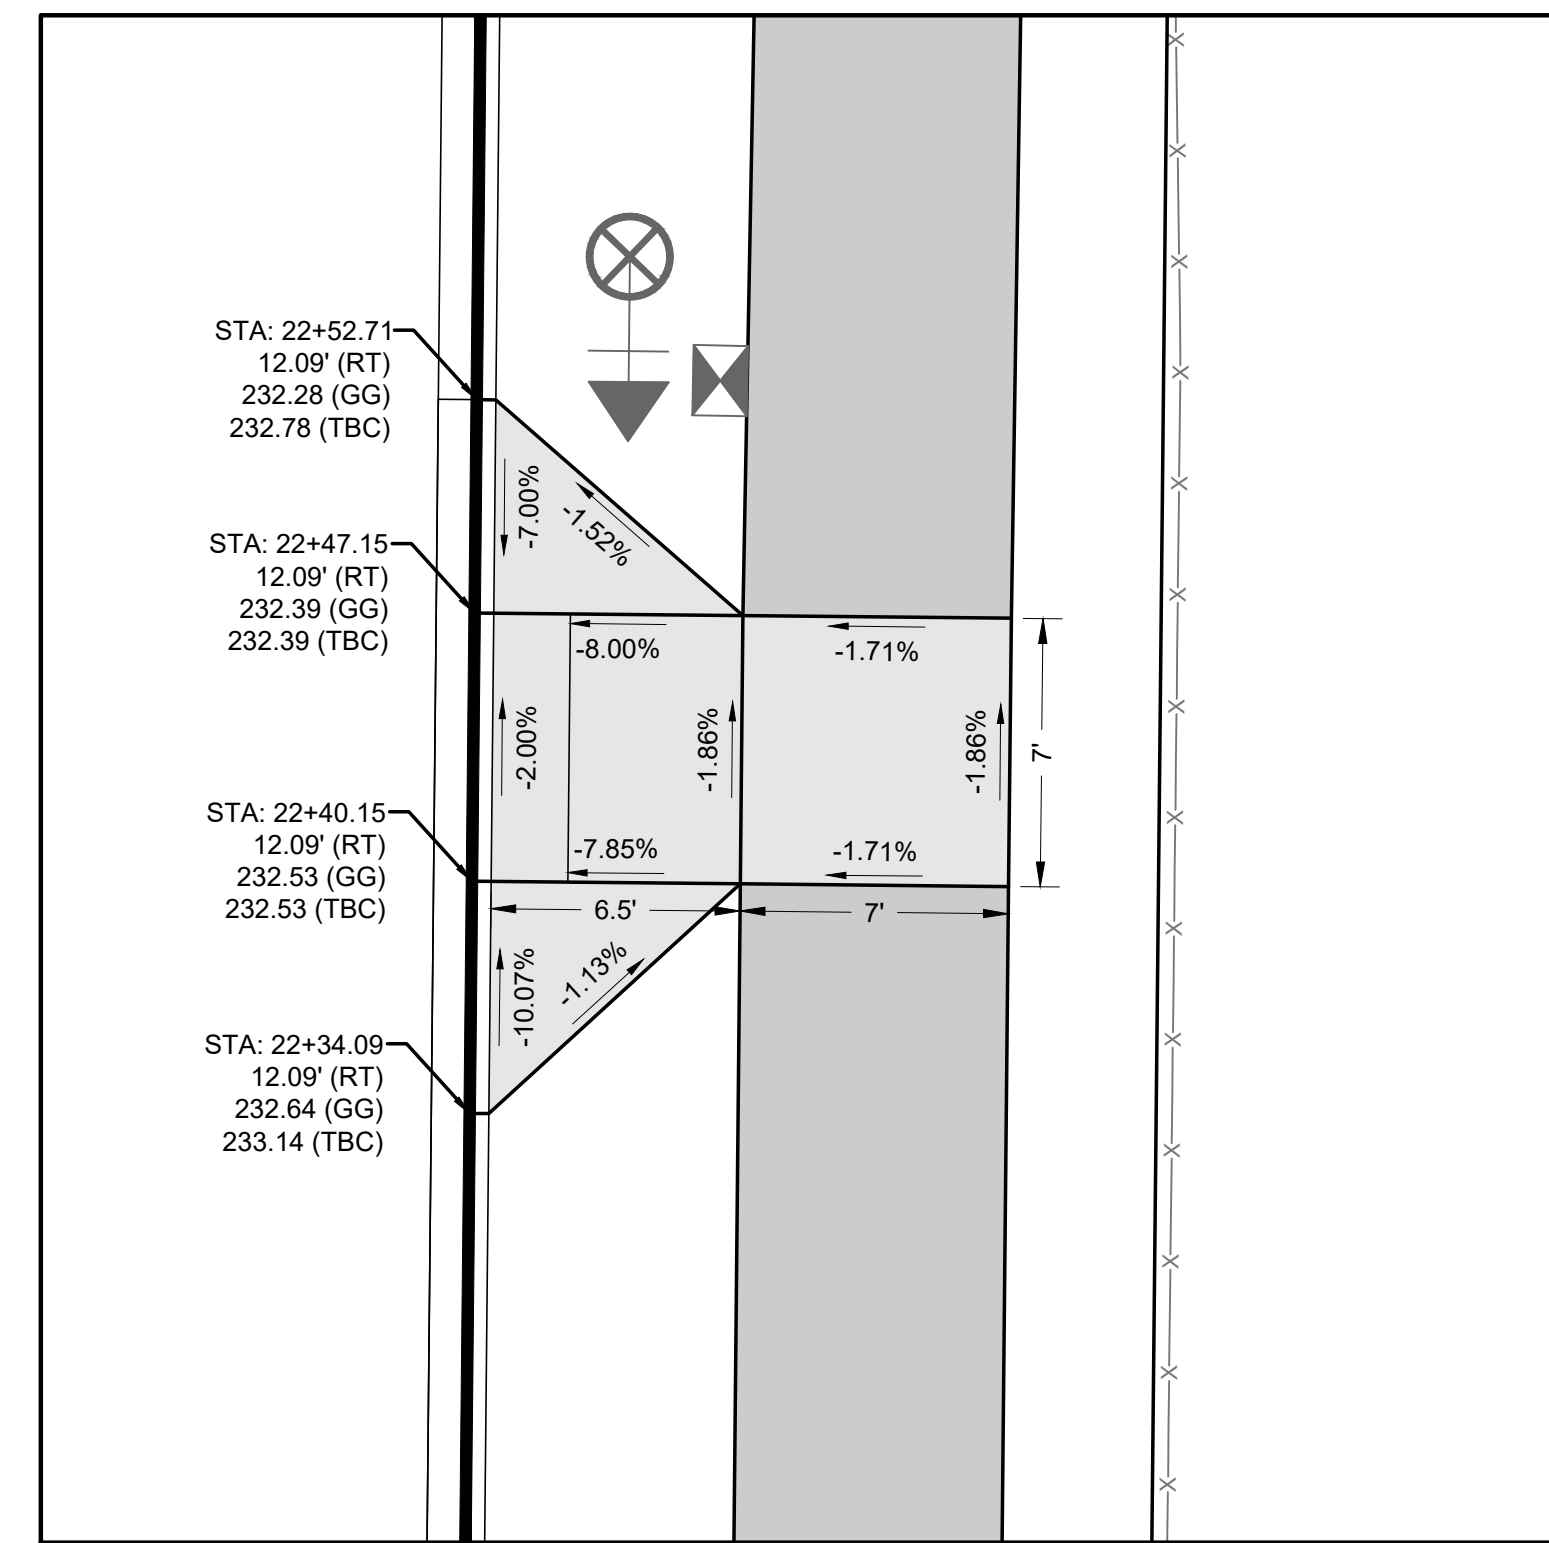 STA: 22+52.71
12.09' (RT)
232.28 (GG)
232.78 (TBC)
-7.00%
-1.52%
STA: 22+47.15
12.09' (RT)
232.39 (GG)
232.39 (TBC)
-8.00%
-1.71%
-2.00%
-1.86%
-1.86%
7'
STA: 22+40.15
12.09' (RT)
232.53 (GG)
232.53 (TBC)
-7.85%
-1.71%
6.5'
7'
-10.07%
-1.13%
STA: 22+34.09
12.09' (RT)
232.64 (GG)
233.14 (TBC)
X
X
X
X
X
X
X
X
X
X
X
X
X
X